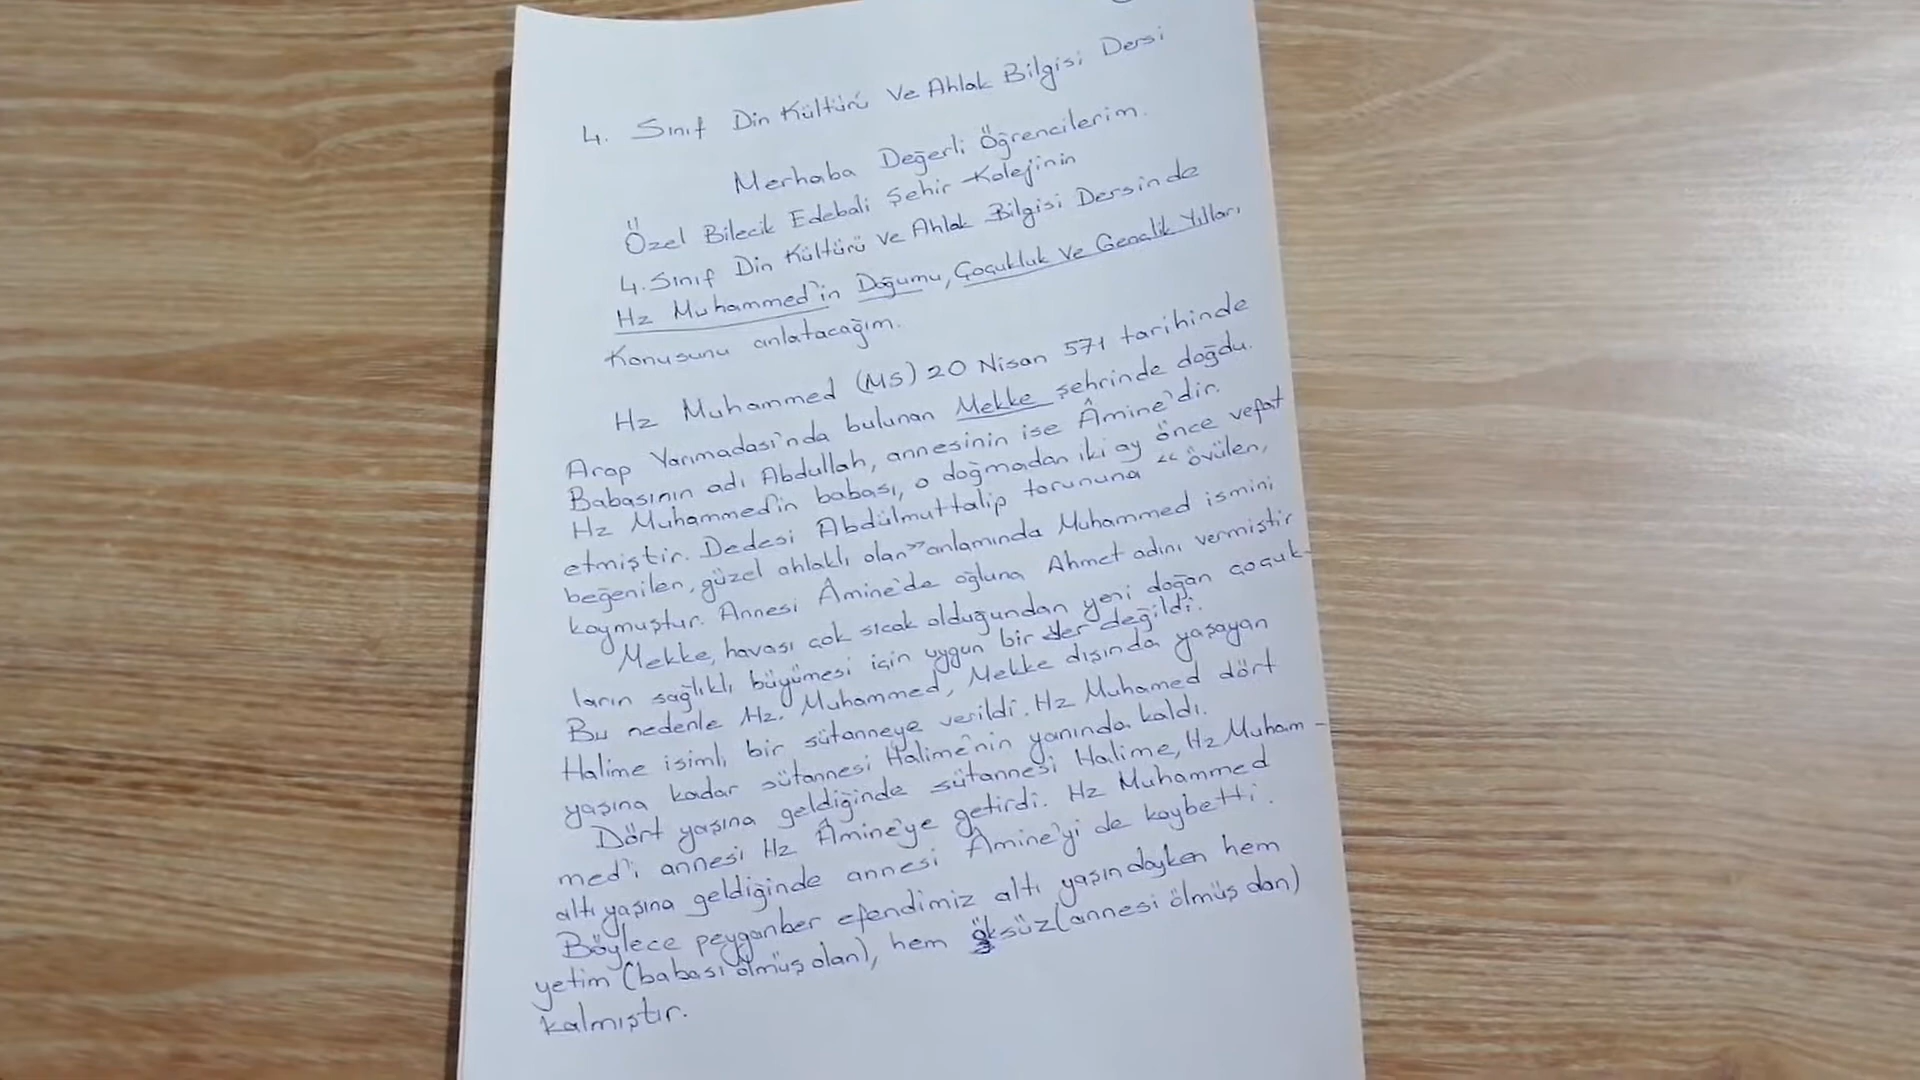 4. Sınıf Din Kültürü Ve Ahlak Bilgisi Dersi
Merhaba Değerli Öğrencilerim.
Özel Bilecik Edebali Şehir Kolejinin
4. Sınıf Din Kültürü Ve Ahlak Bilgisi Dersinde
Hz Muhammed'in Doğumu, Çocukluk Ve Gençlik Yılları
Konusunu anlatacağım.
Hz Muhammed (MS) 20 Nisan 571 tarihinde
Arap Yarımadası'nda bulunan Mekke şehrinde doğdu.
Babasının adı Abdullah, annesinin ise Âmine'dir.
Hz Muhammed'in babası, o doğmadan iki ay önce vefat
etmiştir. Dedesi Abdülmuttalip torununa "övülen,
beğenilen, güzel ahlaklı olan" anlamında Muhammed ismini
koymuştur. Annesi Âmine'de oğluna Ahmet adını vermiştir
Mekke, havası çok sıcak olduğundan yeni doğan çocuk-
ların sağlıklı büyümesi için uygun bir yer değildi.
Bu nedenle Hz. Muhammed, Mekke dışında yaşayan
Halime isimli bir sütanneye verildi. Hz Muhamed dört
yaşına kadar sütannesi Halime'nin yanında kaldı.
Dört yaşına geldiğinde sütannesi Halime, Hz Muham-
med'i annesi Hz Âmine'ye getirdi. Hz Muhammed
altı yaşına geldiğinde annesi Âmine'yi de kaybetti.
Böylece peyganber efendimiz altı yaşındayken hem
yetim (babası ölmüş olan), hem öksüz (annesi ölmüş dan)
kalmıştır.